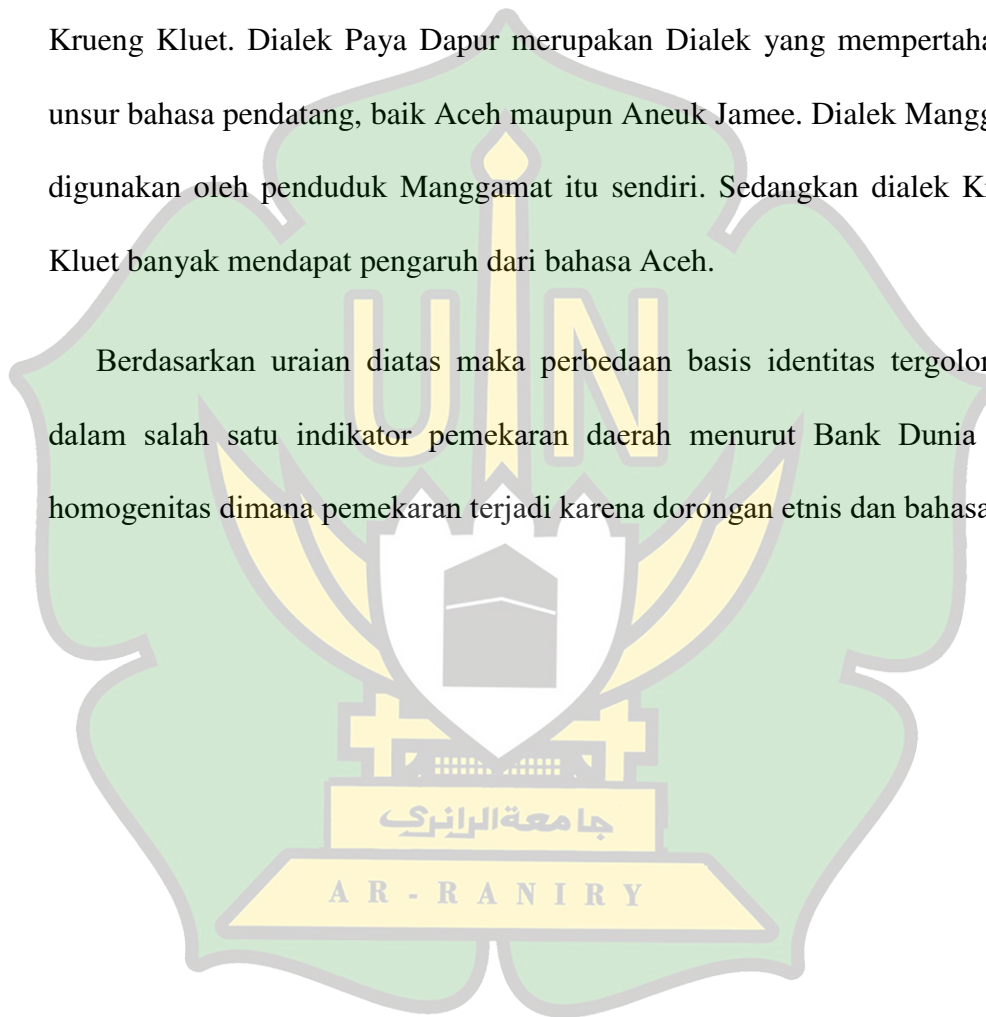 Krueng Kluet. Dialek Paya Dapur merupakan Dialek yang
unsur bahasa pendatang, baik Aceh maupun Aneuk Jamee. Dialek
digunakan oleh penduduk Manggamat itu sendiri. Sedangkan dialek
Kluet banyak mendapat pengaruh dari bahasa Aceh.
Berdasarkan uraian diatas maka perbedaan basis identitas
dalam salah satu indikator pemekaran daerah menurut Bank Dunia
homogenitas dimana pemekaran terjadi karena dorongan etnis dan bahasa
UIN
جامعة الرانري
AR-RANIRY